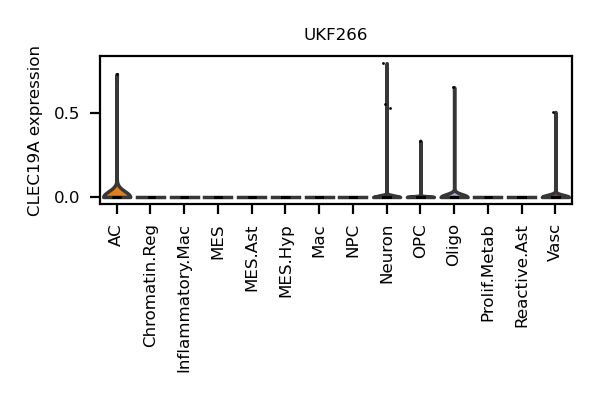 UKF266
CLEC19A expression
0.5
0.0
AC
Chromatin.Reg
Inflammatory.Mac
MES
MES.Ast
MES.Hyp
Mac
NPC
Neuron
OPC
Oligo
Prolif.Metab
Reactive.Ast
Vasc